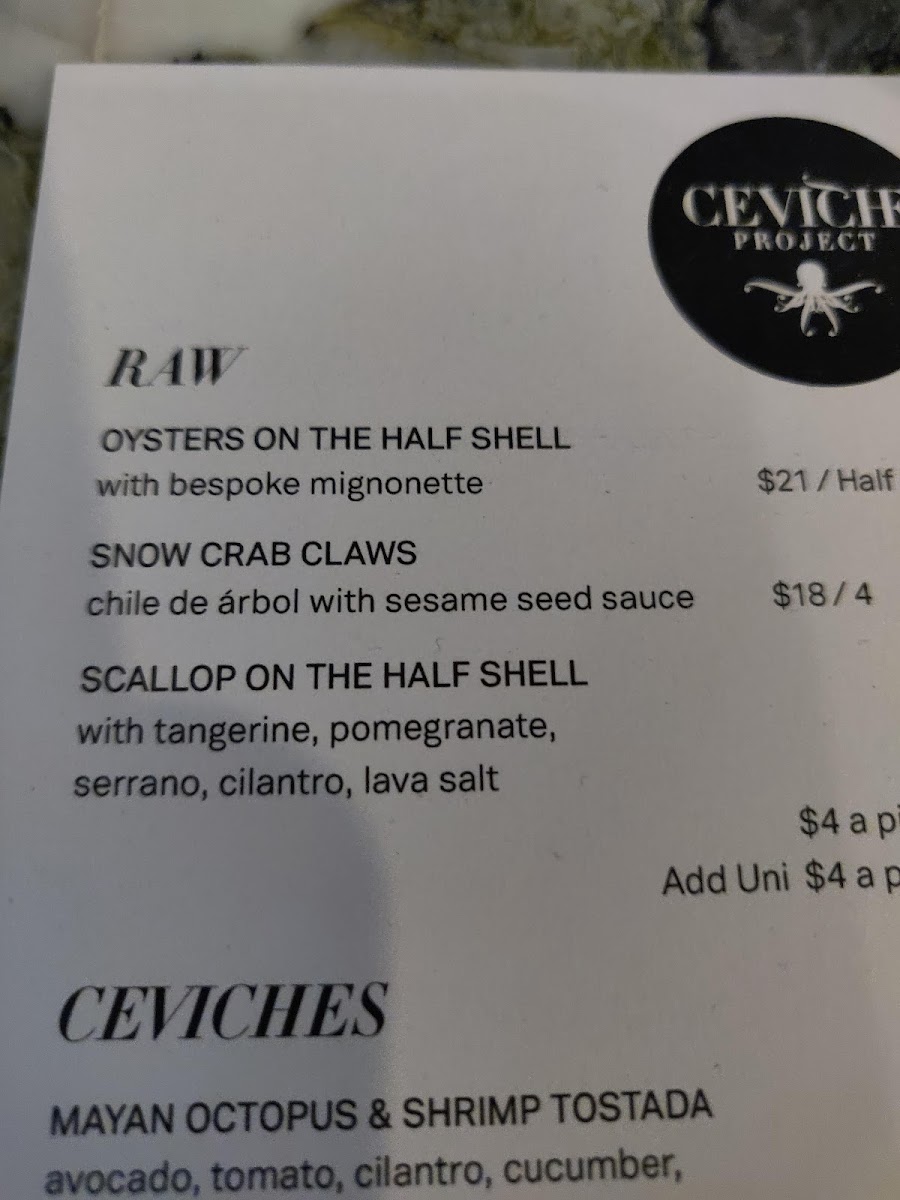 CEVICH
PROJECT
RAW
OYSTERS ON THE HALF SHELL
with bespoke mignonette $21 / Half
SNOW CRAB CLAWS
chile de árbol with sesame seed sauce $18 / 4
SCALLOP ON THE HALF SHELL
with tangerine, pomegranate,
serrano, cilantro, lava salt
$4 a pi
Add Uni $4 a p
CEVICHES
MAYAN OCTOPUS & SHRIMP TOSTADA
avocado, tomato, cilantro, cucumber,